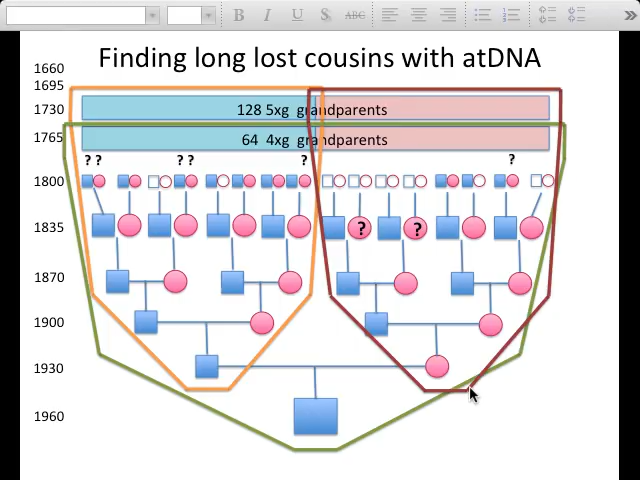 B I U S ABC
»
Finding long lost cousins with atDNA
1660
1695
1730
128 5xg grandparents
1765
64 4xg grandparents
? ? ? ? ? ?
1800
1835
? ?
1870
1900
1930
1960